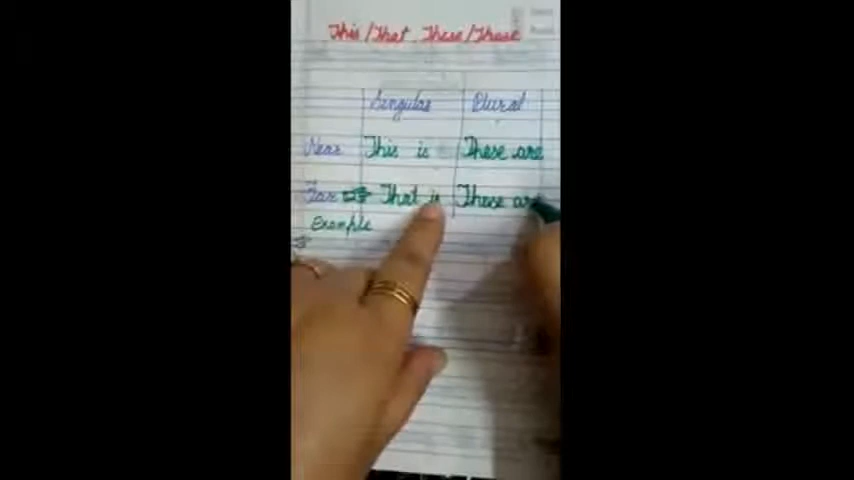 This / That These / Those
Singular Plural
Near This is These are
Far That is These are
Example